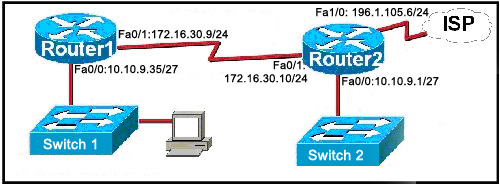 Fa1/0: 196.1.105.6/24
ISP
Fa0/1:172.16.30.9/24
Router1
Router2
Fa0/1:
172.16.30.10/24
Fa0/0:10.10.9.35/27
Fa0/0:10.10.9.1/27
Switch 1
Switch 2